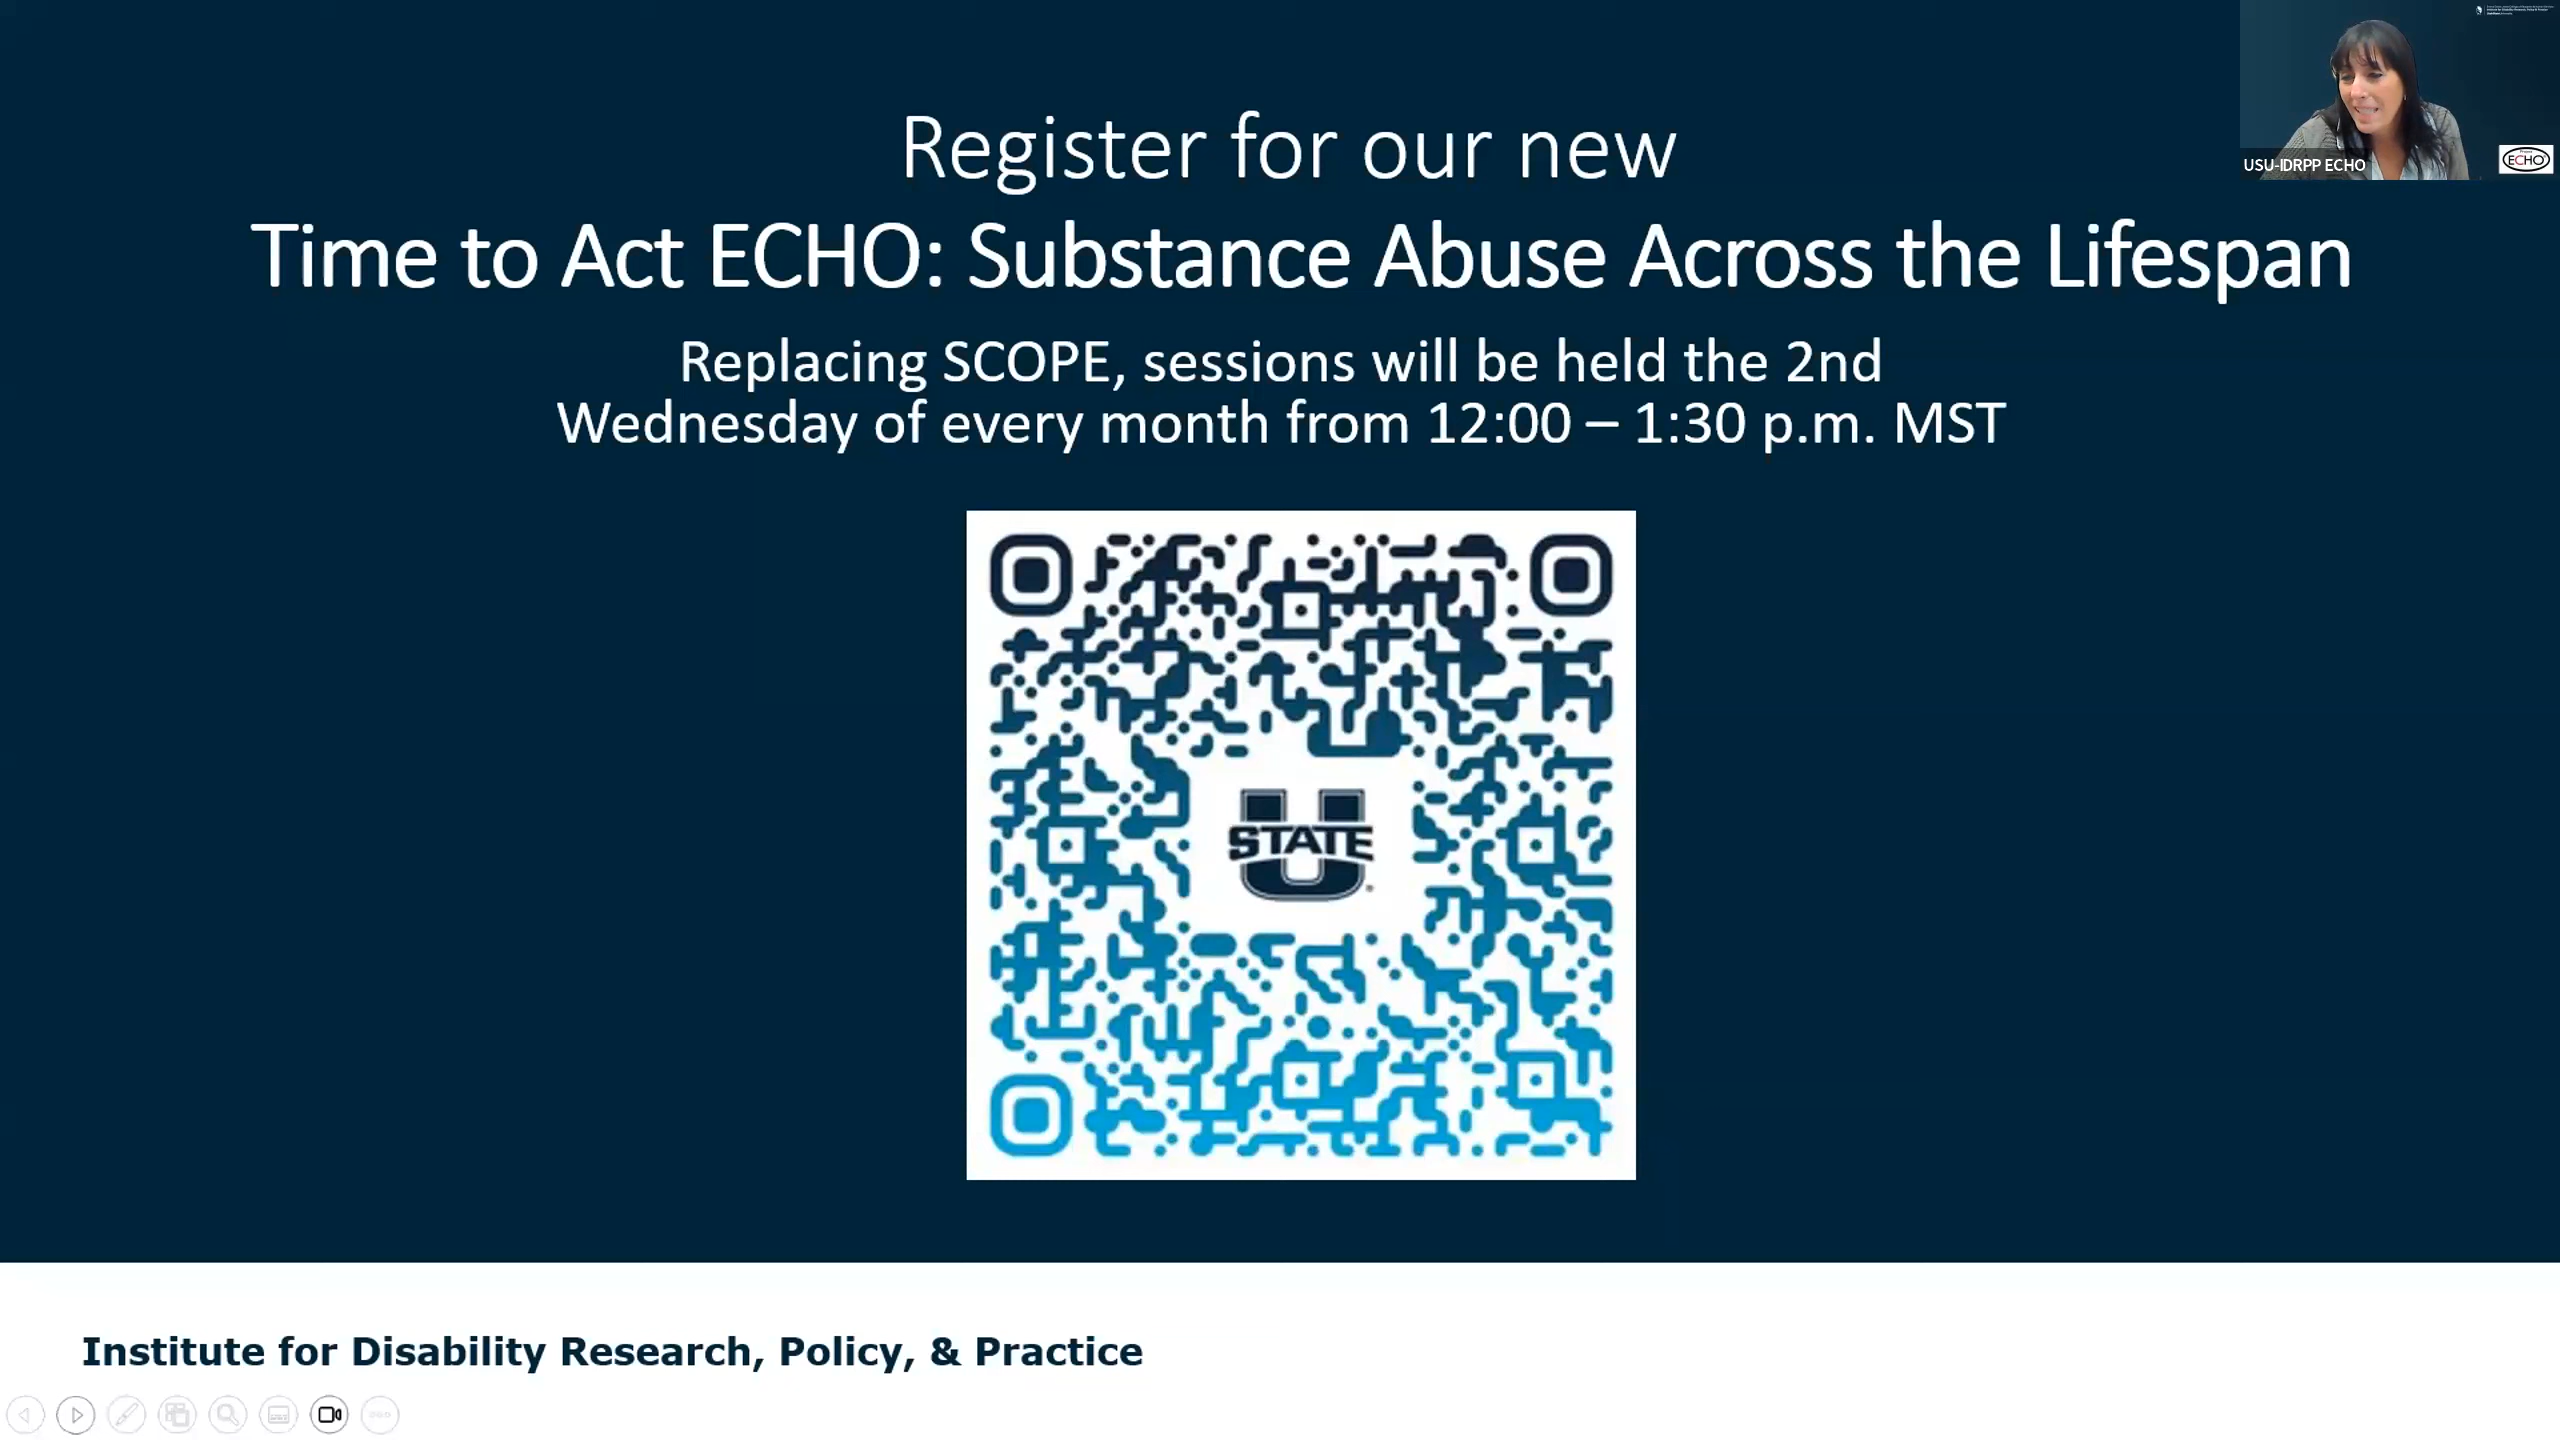 Register for our new
Time to Act ECHO: Substance Abuse Across the Lifespan
Replacing SCOPE, sessions will be held the 2nd
Wednesday of every month from 12:00 – 1:30 p.m. MST
USU-IDRPP ECHO
ECHO
U
STATE
Institute for Disability Research, Policy, & Practice